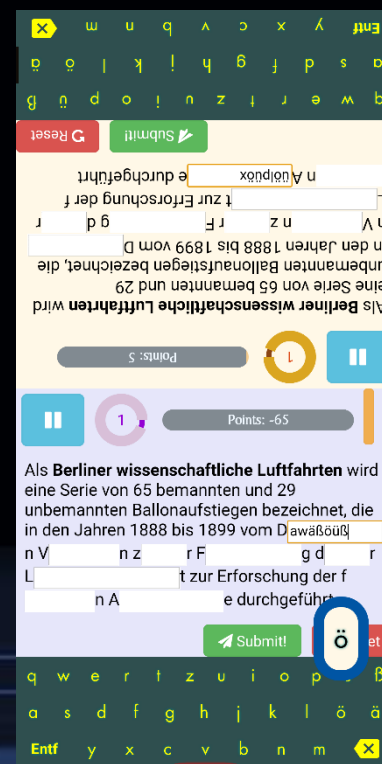 1
Points: 5
Als Berliner wissenschaftliche Luftfahrten wird
eine Serie von 65 bemannten und 29
unbemannten Ballonaufstiegen bezeichnet, die
in den Jahren 1888 bis 1899 vom D
n V n z r F g d r
t zur Erforschung der f
n A e durchgeführt
Submit! Reset
q w e r t z u i o p ü ß
a s d f g h j k l ö ä
Entf y x c v b n m
1
Points: -65
Als Berliner wissenschaftliche Luftfahrten wird
eine Serie von 65 bemannten und 29
unbemannten Ballonaufstiegen bezeichnet, die
in den Jahren 1888 bis 1899 vom D awäßöüß
n V n z r F g d r
L t zur Erforschung der f
n A e durchgeführt
Submit! ö et
q w e r t z u i o p ß
a s d f g h j k l ö ä
Entf y x c v b n m